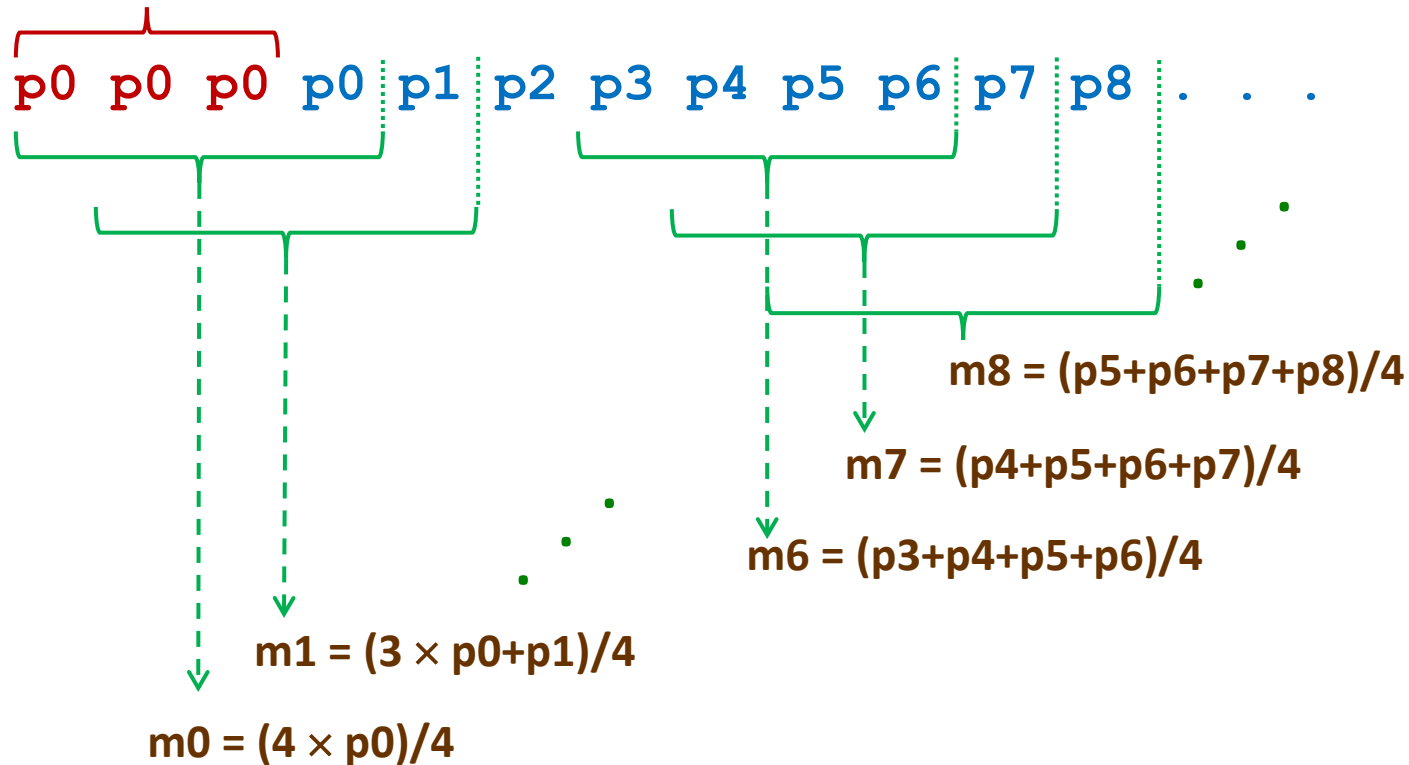 p0 p0 p0 p0 p1 p2 p3 p4 p5 p6 p7 p8 . . .
m8 = (p5+p6+p7+p8)/4
m7 = (p4+p5+p6+p7)/4
m6 = (p3+p4+p5+p6)/4
m1 = (3 × p0+p1)/4
m0 = (4 × p0)/4